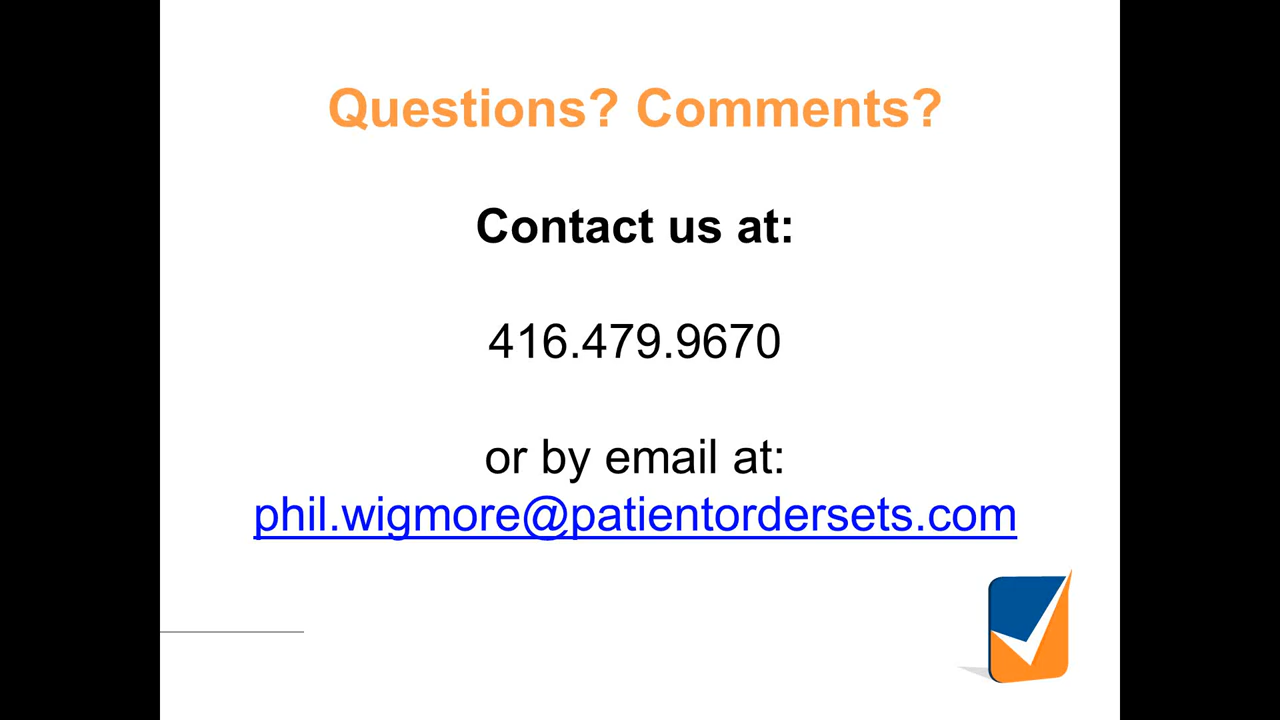 Questions? Comments?
Contact us at:
416.479.9670
or by email at:
phil.wigmore@patientordersets.com